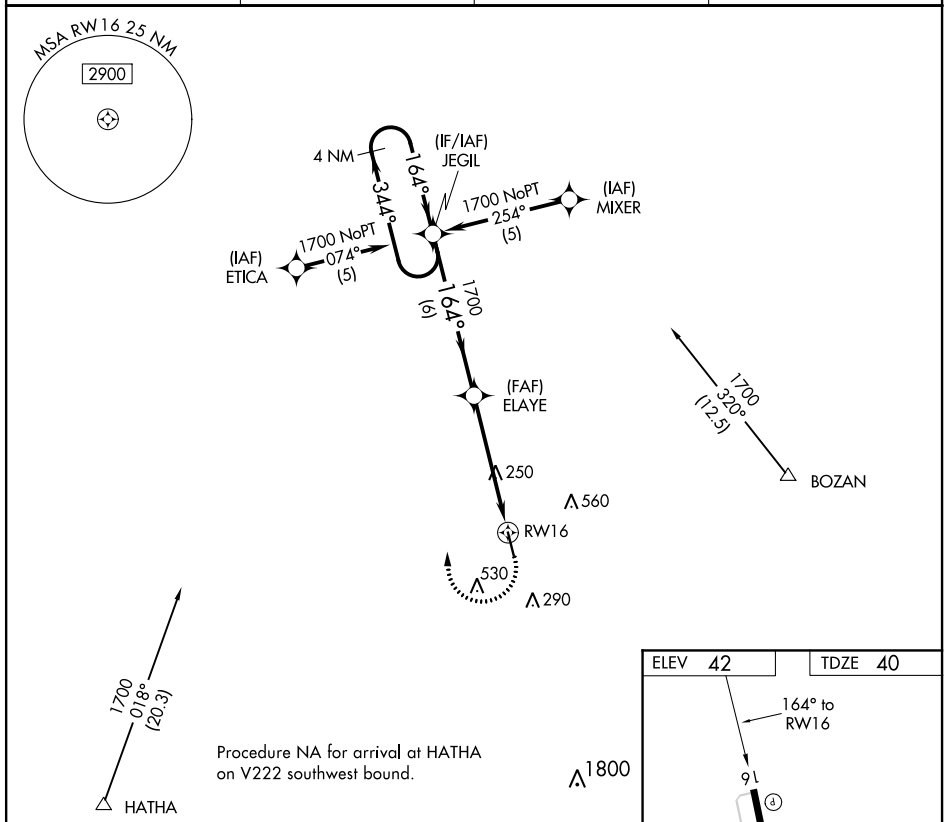 MSA RW16 25 NM
2900
4 NM
164°
344°
(IF/IAF)
JEGIL
1700 NoPT
254°
(5)
(IAF)
MIXER
(IAF)
ETICA
1700 NoPT
074°
(5)
1700
164°
(6)
(FAF)
ELAYE
1700
320°
(12.5)
BOZAN
250
560
RW16
530
290
1700
018°
(20.3)
HATHA
Procedure NA for arrival at HATHA
on V222 southwest bound.
1800
ELEV 42
TDZE 40
164° to
RW16
16
P